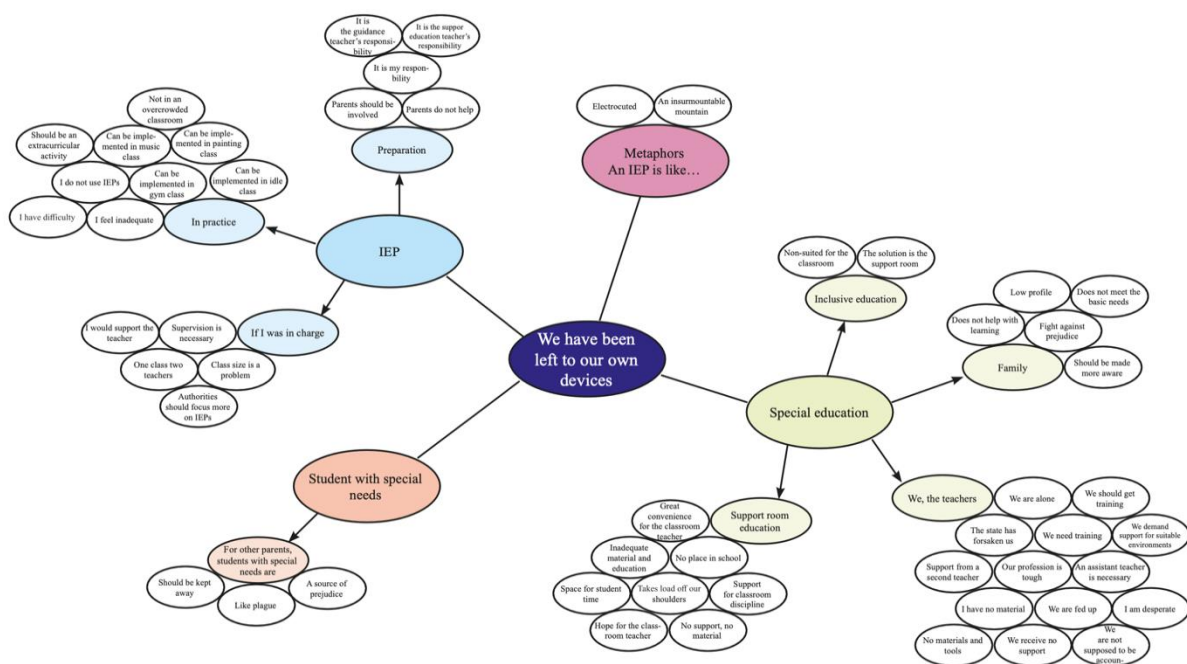 It is
the guidance
teacher's responsi-
bility
It is the suppor
education teacher's
responsibility
It is my respon-
bility
Parents should be
involved
Parents do not help
Preparation
Not in an
overcrowded
classroom
Should be an
extracurricular
activity
Can be imple-
mented in music
class
Can be imple-
mented in painting
class
I do not use IEPs
Can be
implemented in
gym class
Can be
implemented in idle
class
I have difficulty
I feel inadequate
In practice
IEP
I would support the
teacher
Supervision is
necessary
If I was in charge
One class two
teachers
Class size is a
problem
Authorities
should focus more
on IEPs
Electrocuted
An insurmountable
mountain
Metaphors
An IEP is like…
We have been
left to our own
devices
Student with special
needs
For other parents,
students with special
needs are
Should be kept
away
Like plague
A source of
prejudice
Non-suited for the
classroom
The solution is the
support room
Inclusive education
Low profile
Does not meet the
basic needs
Does not help with
learning
Fight against
prejudice
Family
Should be made
more aware
Special education
Great
convenience
for the classroom
teacher
Support room
education
Inadequate
material and
education
No place in school
Space for student
time
Takes load off our
shoulders
Support
for classroom
discipline
Hope for the class-
room teacher
No support, no
material
We, the teachers
We are alone
We should get
training
The state has
forsaken us
We need training
We demand
support for suitable
environments
Support from a
second teacher
Our profession is
tough
An assistant teacher
is necessary
I have no material
We are fed up
I am desperate
No materials and
tools
We receive no
support
We
are not
supposed to be
accoun-